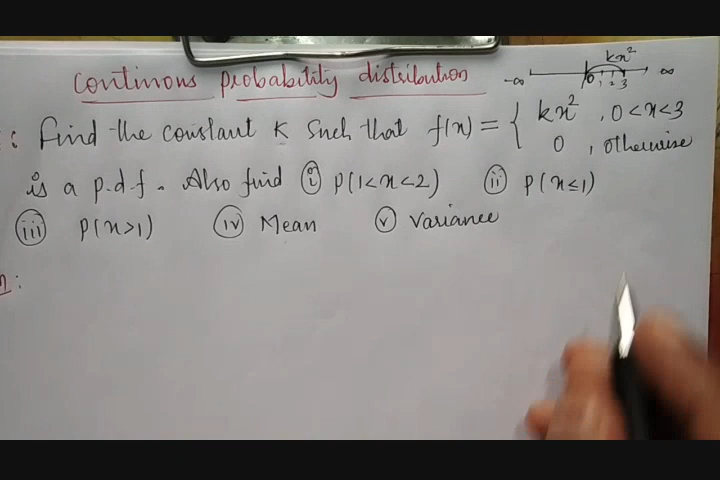 kx²
-∞ 0 1 2 3 ∞
continous probability distribution
: Find the constant K such that f(x) = { kx² , 0<x<3
0 , otherwise
is a p.d.f. Also find (i) P(1<x<2) (ii) P(x≤1)
(iii) P(x>1) (iv) Mean (v) Variance
n: